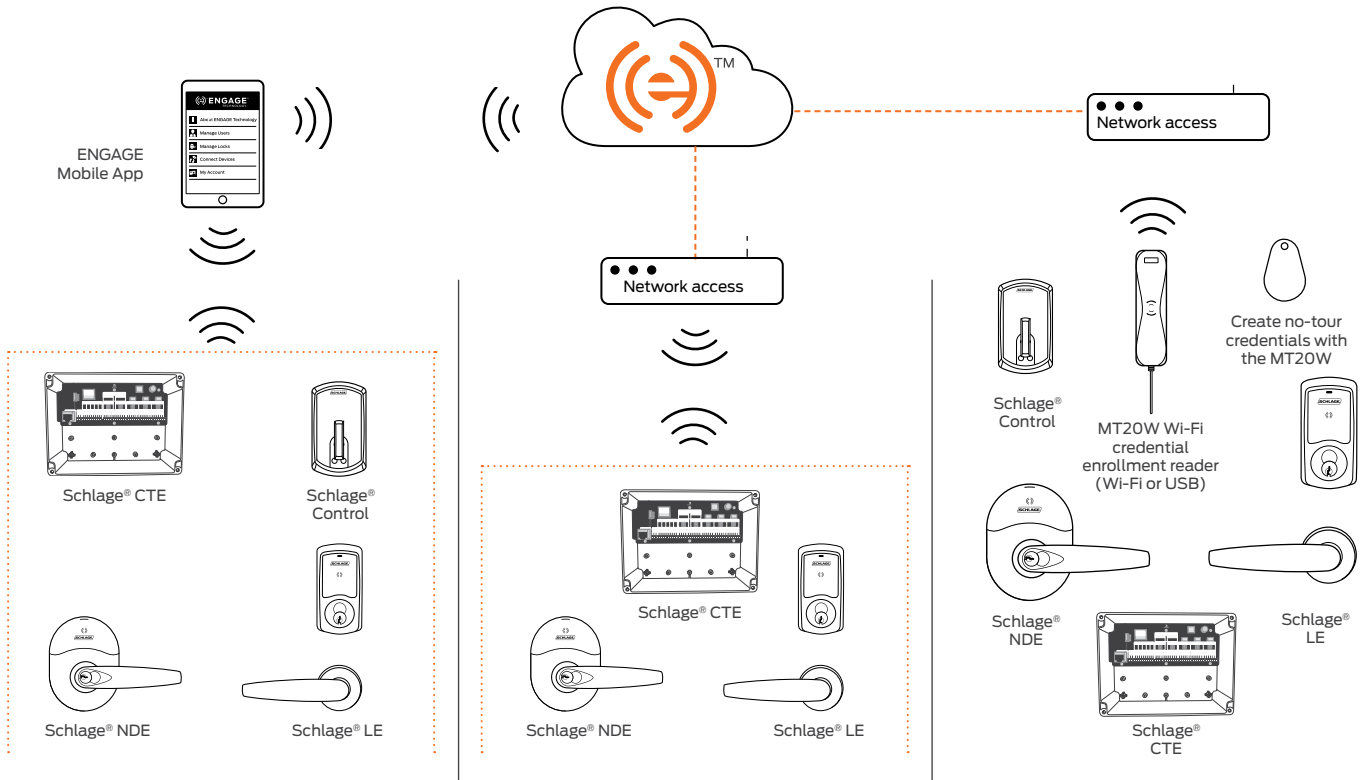 TM
ENGAGE
TECHNOLOGY
About ENGAGE Technology
Manage Users
Manage Locks
Connect Devices
My Account
ENGAGE
Mobile App
Network access
Network access
SCHLAGE
Schlage® CTE
Schlage®
Control
SCHLAGE
SCHLAGE
Schlage® NDE
Schlage® LE
Schlage® CTE
SCHLAGE
SCHLAGE
Schlage® NDE
Schlage® LE
SCHLAGE
Schlage®
Control
MT20W Wi-Fi
credential
enrollment reader
(Wi-Fi or USB)
Create no-tour
credentials with
the MT20W
SCHLAGE
SCHLAGE
Schlage®
NDE
Schlage®
LE
Schlage®
CTE